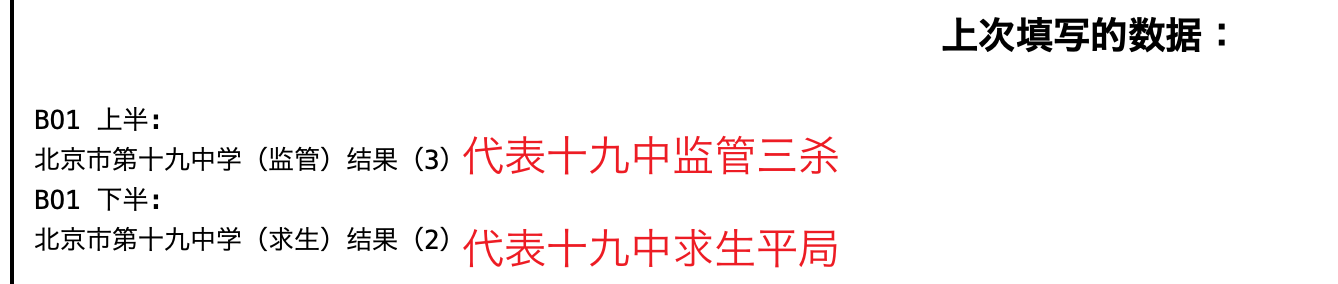 上次填写的数据：
BO1 上半：
北京市第十九中学（监管）结果（3）代表十九中监管三杀
BO1 下半：
北京市第十九中学（求生）结果（2）代表十九中求生平局